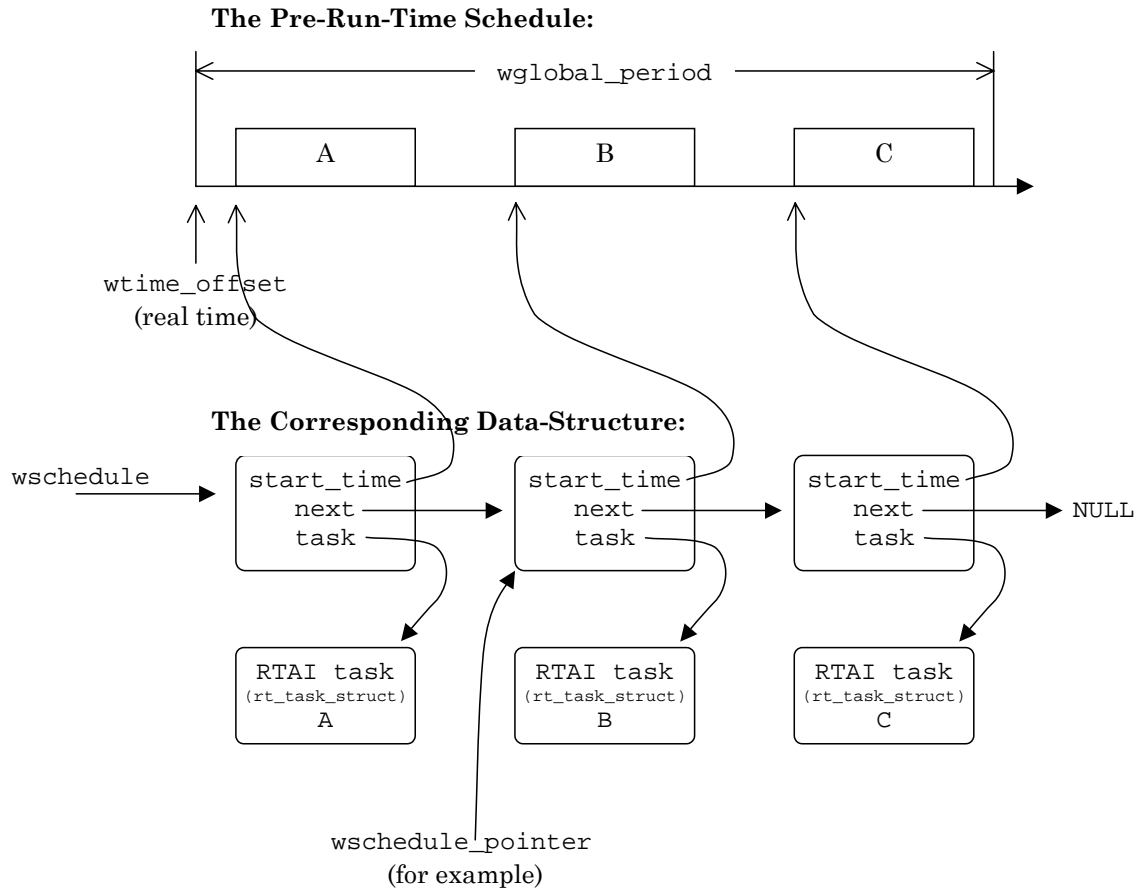 The Pre-Run-Time Schedule:
wglobal_period
A B C
wtime_offset
(real time)
The Corresponding Data-Structure:
wschedule
start_time start_time start_time
next next next NULL
task task task
RTAI task RTAI task RTAI task
(rt_task_struct) (rt_task_struct) (rt_task_struct)
A B C
wschedule_pointer
(for example)